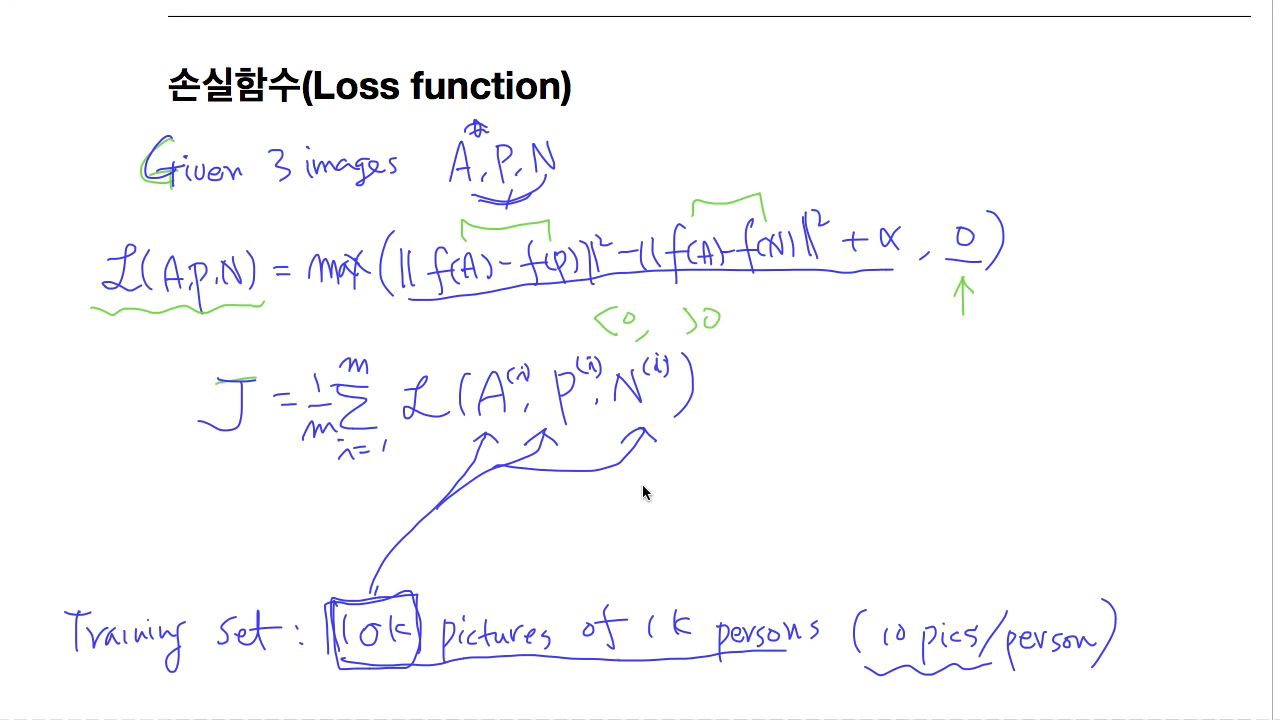 손실함수(Loss function)
Given 3 images A, P, N
L(A,P,N) = max(||f(A)-f(P)||² - ||f(A)-f(N)||² + α, 0)
<0, >0
J = 1/m Σ_{i=1}^{m} L(A^(i), P^(i), N^(i))
Training set: 10k pictures of 1k persons (10 pics/person)